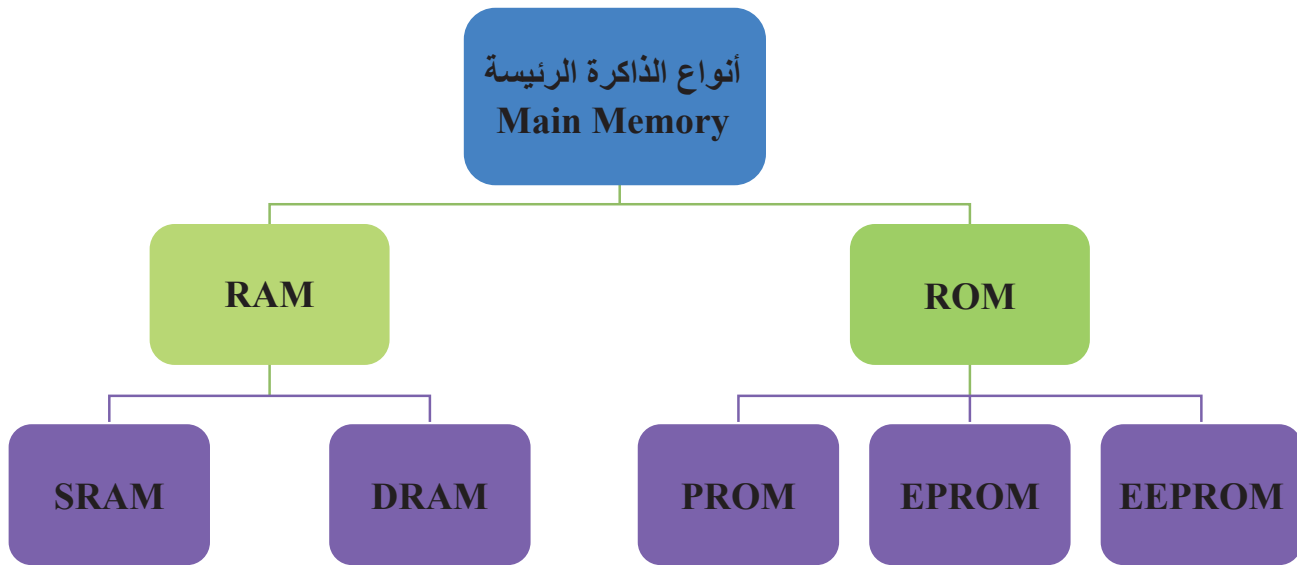 أنواع الذاكرة الرئيسة
Main Memory
RAM
ROM
SRAM
DRAM
PROM
EPROM
EEPROM